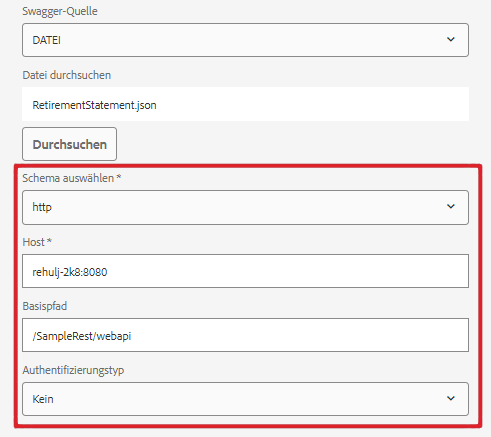 Swagger-Quelle
DATEI
Datei durchsuchen
RetirementStatement.json
Durchsuchen
Schema auswählen *
http
Host *
rehulj-2k8:8080
Basispfad
/SampleRest/webapi
Authentifizierungstyp
Kein